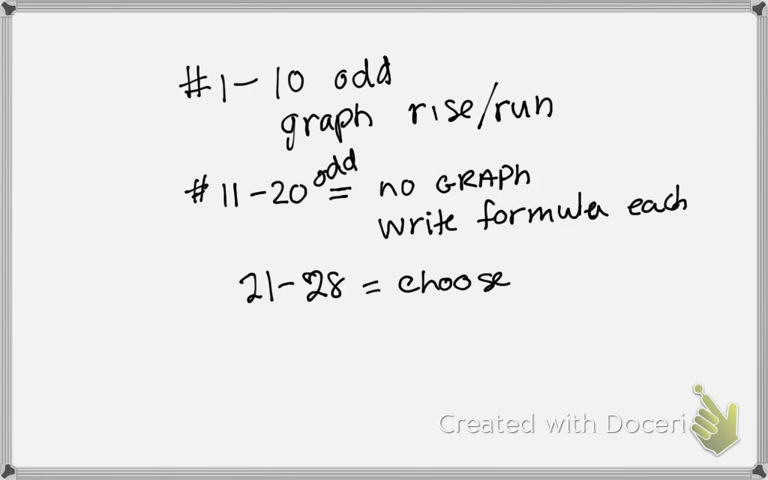 #1-10 odd
graph rise/run
#11-20 odd = no GRAPH
write formula each
21-28 = choose
Created with Doceri